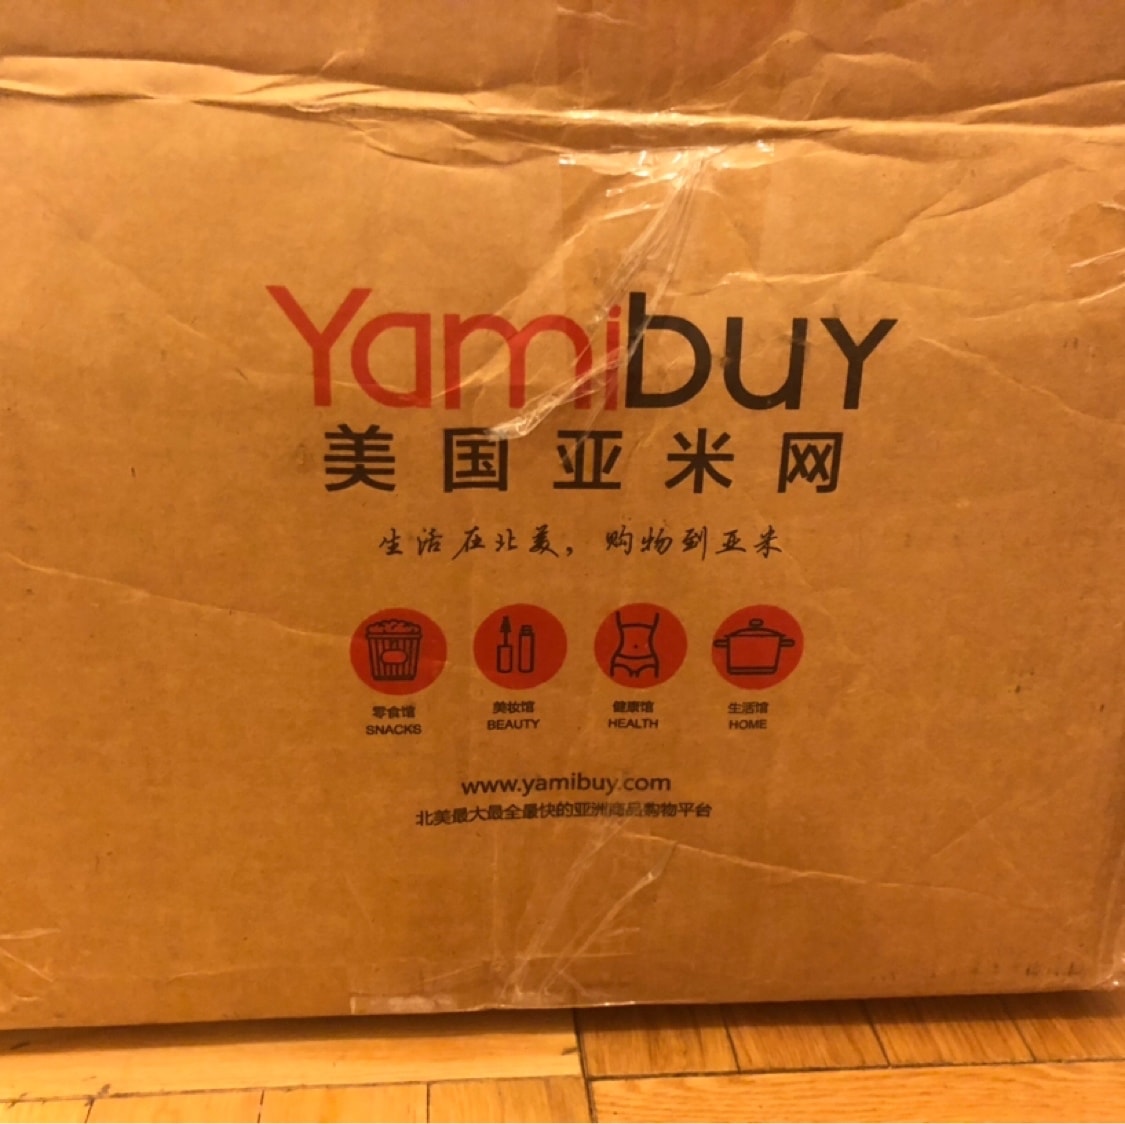 Yamibuy
美国亚米网
生活在北美，购物到亚米
零食馆 美妆馆 健康馆 生活馆
SNACKS BEAUTY HEALTH HOME
www.yamibuy.com
北美最大最全最快的亚洲商品购物平台